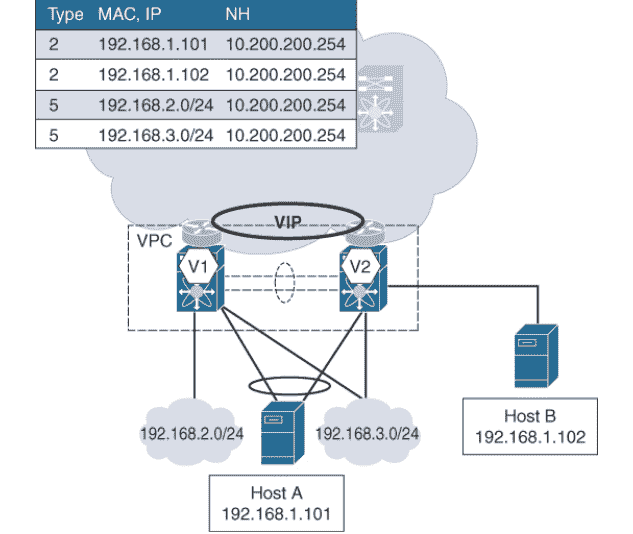 Type MAC, IP NH
2 192.168.1.101 10.200.200.254
2 192.168.1.102 10.200.200.254
5 192.168.2.0/24 10.200.200.254
5 192.168.3.0/24 10.200.200.254
VIP
VPC
V1 V2
192.168.2.0/24 192.168.3.0/24
Host B
192.168.1.102
Host A
192.168.1.101